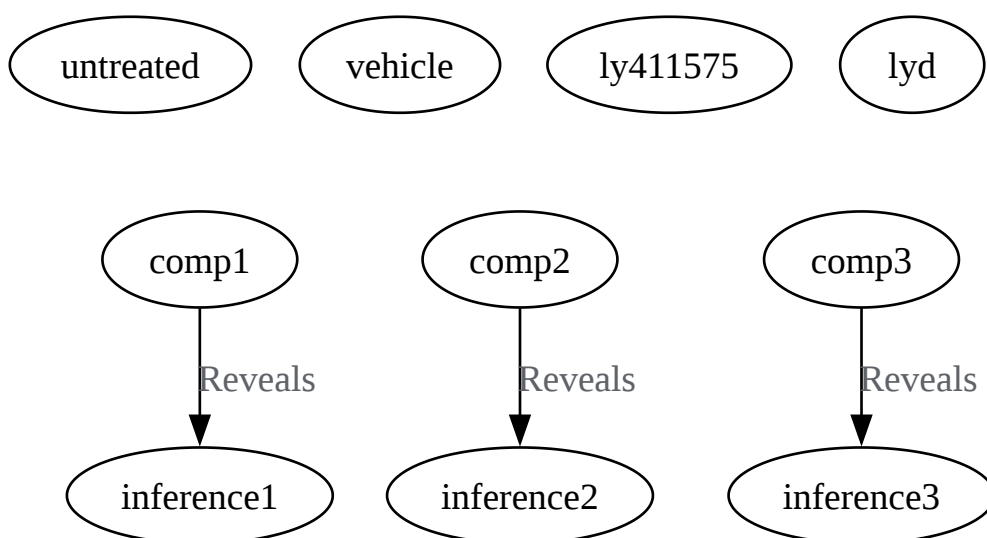 untreated vehicle ly411575 lyd
comp1 comp2 comp3
Reveals Reveals Reveals
inference1 inference2 inference3